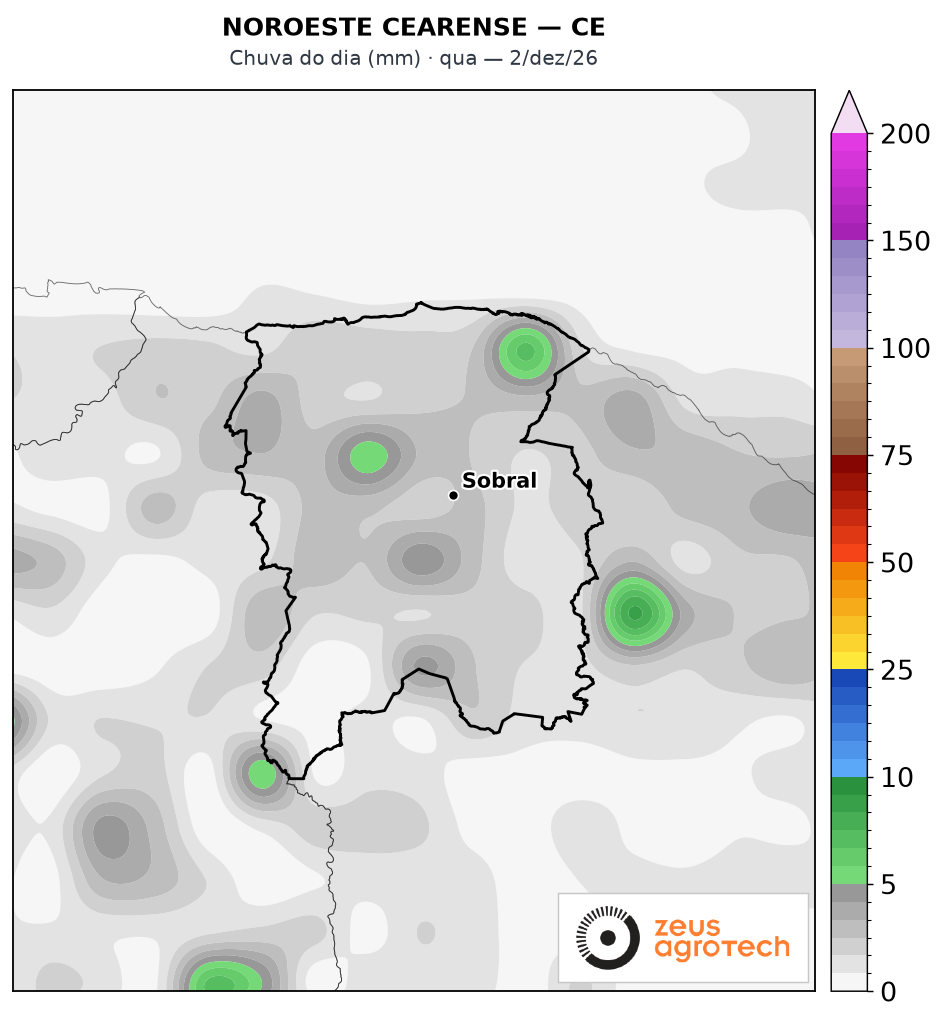 NOROESTE CEARENSE — CE
Chuva do dia (mm) · qua — 2/dez/26
200
150
100
75
50
25
10
5
0
Sobral
zeus
agrotech